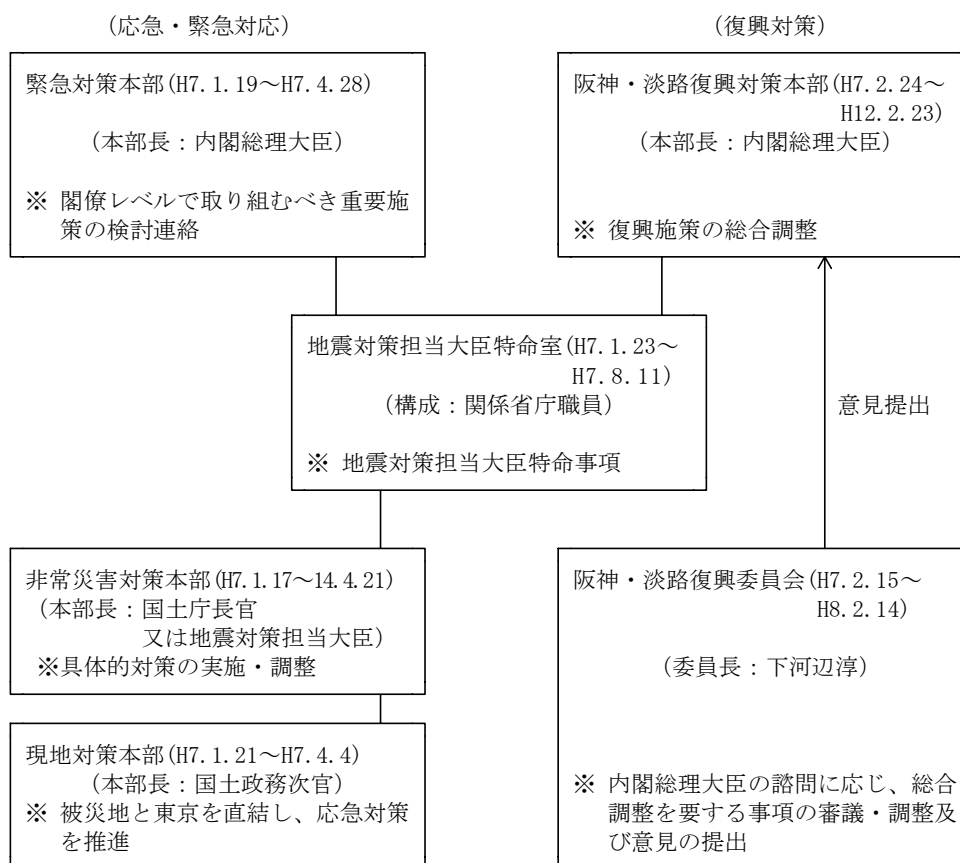 （応急・緊急対応）
緊急対策本部(H7.1.19～H7.4.28)
（本部長：内閣総理大臣）
※ 閣僚レベルで取り組むべき重要施
策の検討連絡
（復興対策）
阪神・淡路復興対策本部(H7.2.24～
H12.2.23)
（本部長：内閣総理大臣）
※ 復興施策の総合調整
地震対策担当大臣特命室(H7.1.23～
H7.8.11)
（構成：関係省庁職員）
※ 地震対策担当大臣特命事項
意見提出
非常災害対策本部(H7.1.17～14.4.21)
（本部長：国土庁長官
又は地震対策担当大臣）
※具体的対策の実施・調整
現地対策本部(H7.1.21～H7.4.4)
（本部長：国土政務次官）
※ 被災地と東京を直結し、応急対策
を推進
阪神・淡路復興委員会(H7.2.15～
H8.2.14)
（委員長：下河辺淳）
※ 内閣総理大臣の諮問に応じ、総合
調整を要する事項の審議・調整及
び意見の提出